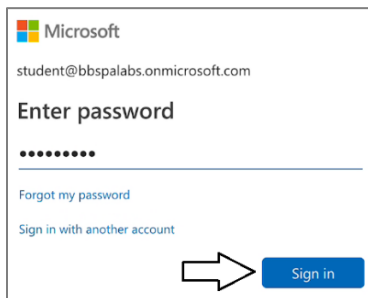 Microsoft
student@bbspalabs.onmicrosoft.com
Enter password
•••••••••
Forgot my password
Sign in with another account
Sign in